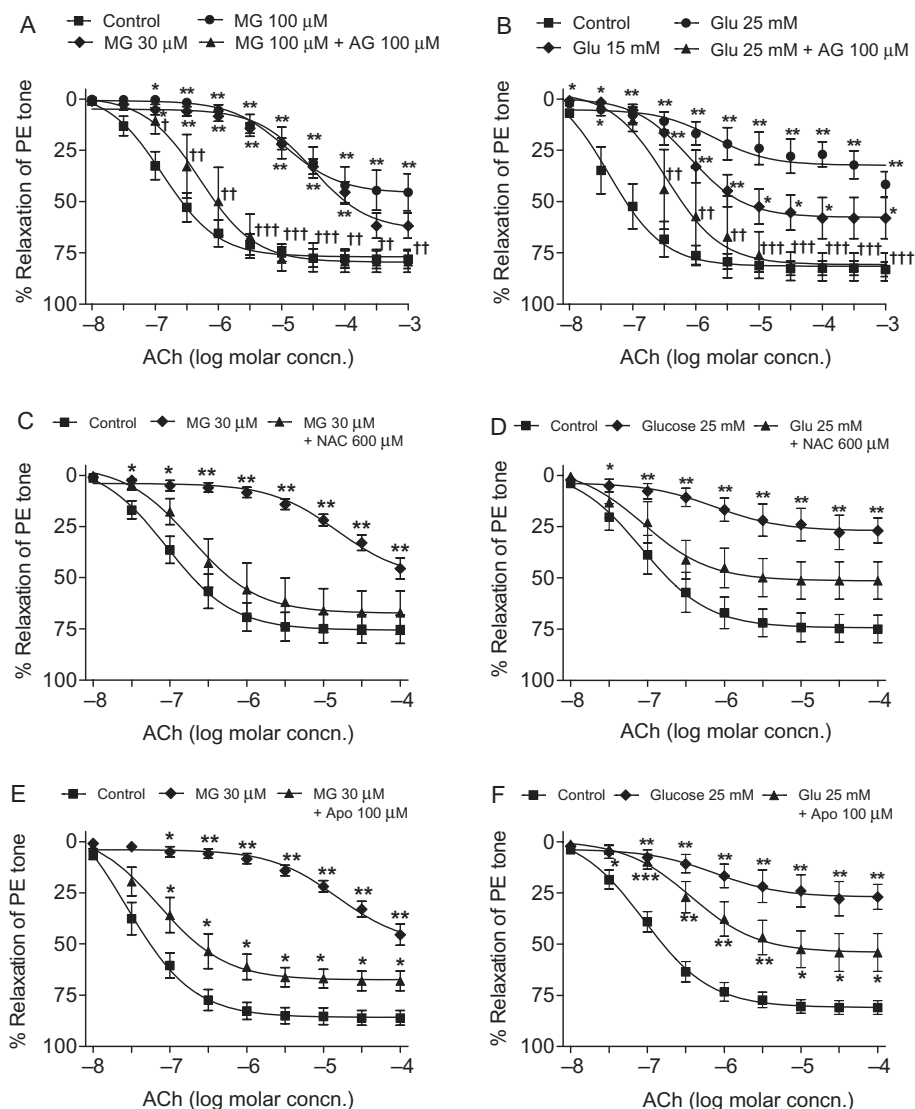 A
Control
MG 100 µM
MG 30 µM
MG 100 µM + AG 100 µM
% Relaxation of PE tone
0
25
50
75
100
* ** ** ** ** ** **
* † ** ** ** ** ** **
†† †† ††† ††† ††† †† †† ††
–8 –7 –6 –5 –4 –3
ACh (log molar concn.)
B
Control
Glu 25 mM
Glu 15 mM
Glu 25 mM + AG 100 µM
% Relaxation of PE tone
0
25
50
75
100
* * ** ** ** ** ** ** ** ** **
* ** ** ** * * * * *
†† †† †† ††† ††† ††† ††† †††
–8 –7 –6 –5 –4 –3
ACh (log molar concn.)
C
Control
MG 30 µM
MG 30 µM
+ NAC 600 µM
% Relaxation of PE tone
0
25
50
75
100
* * ** ** ** ** ** **
–8 –7 –6 –5 –4
ACh (log molar concn.)
D
Control
Glucose 25 mM
Glu 25 mM
+ NAC 600 µM
% Relaxation of PE tone
0
25
50
75
100
* ** ** ** ** ** ** **
–8 –7 –6 –5 –4
ACh (log molar concn.)
E
Control
MG 30 µM
MG 30 µM
+ Apo 100 µM
% Relaxation of PE tone
0
25
50
75
100
* ** ** ** ** ** **
* * * * * * *
–8 –7 –6 –5 –4
ACh (log molar concn.)
F
Control
Glucose 25 mM
Glu 25 mM
+ Apo 100 µM
% Relaxation of PE tone
0
25
50
75
100
** ** ** ** ** ** **
* *** ** ** ** * * *
–8 –7 –6 –5 –4
ACh (log molar concn.)